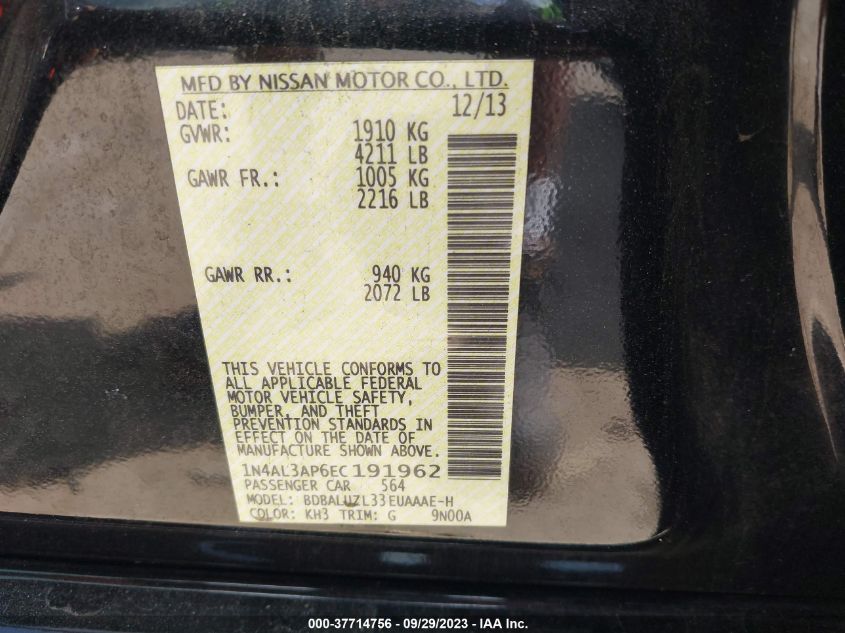 MFD BY NISSAN MOTOR CO., LTD.
DATE: 12/13
GVWR: 1910 KG
4211 LB
GAWR FR.: 1005 KG
2216 LB
GAWR RR.: 940 KG
2072 LB
THIS VEHICLE CONFORMS TO
ALL APPLICABLE FEDERAL
MOTOR VEHICLE SAFETY,
BUMPER, AND THEFT
PREVENTION STANDARDS IN
EFFECT ON THE DATE OF
MANUFACTURE SHOWN ABOVE.
1N4AL3AP6EC191962
PASSENGER CAR 564
MODEL: BDBALUZL33EUAAAE-H
COLOR: KH3 TRIM: G 9N00A
000-37714756 - 09/29/2023 - IAA Inc.